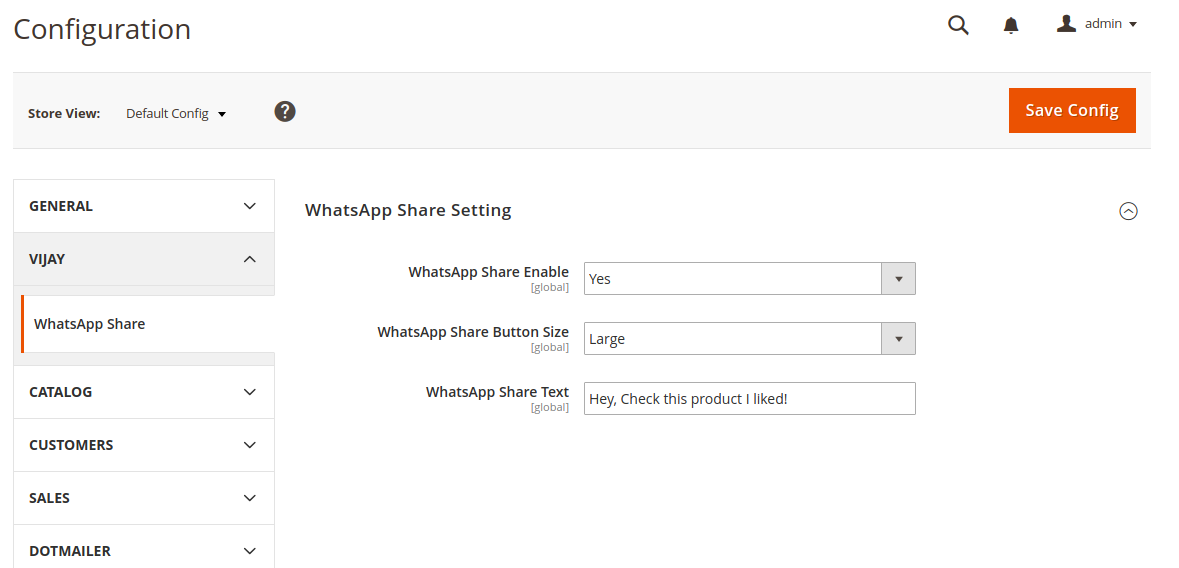 Configuration
admin
Store View: Default Config ?
Save Config
GENERAL
VIJAY
WhatsApp Share
CATALOG
CUSTOMERS
SALES
DOTMAILER
WhatsApp Share Setting
WhatsApp Share Enable
[global]
Yes
WhatsApp Share Button Size
[global]
Large
WhatsApp Share Text
[global]
Hey, Check this product I liked!